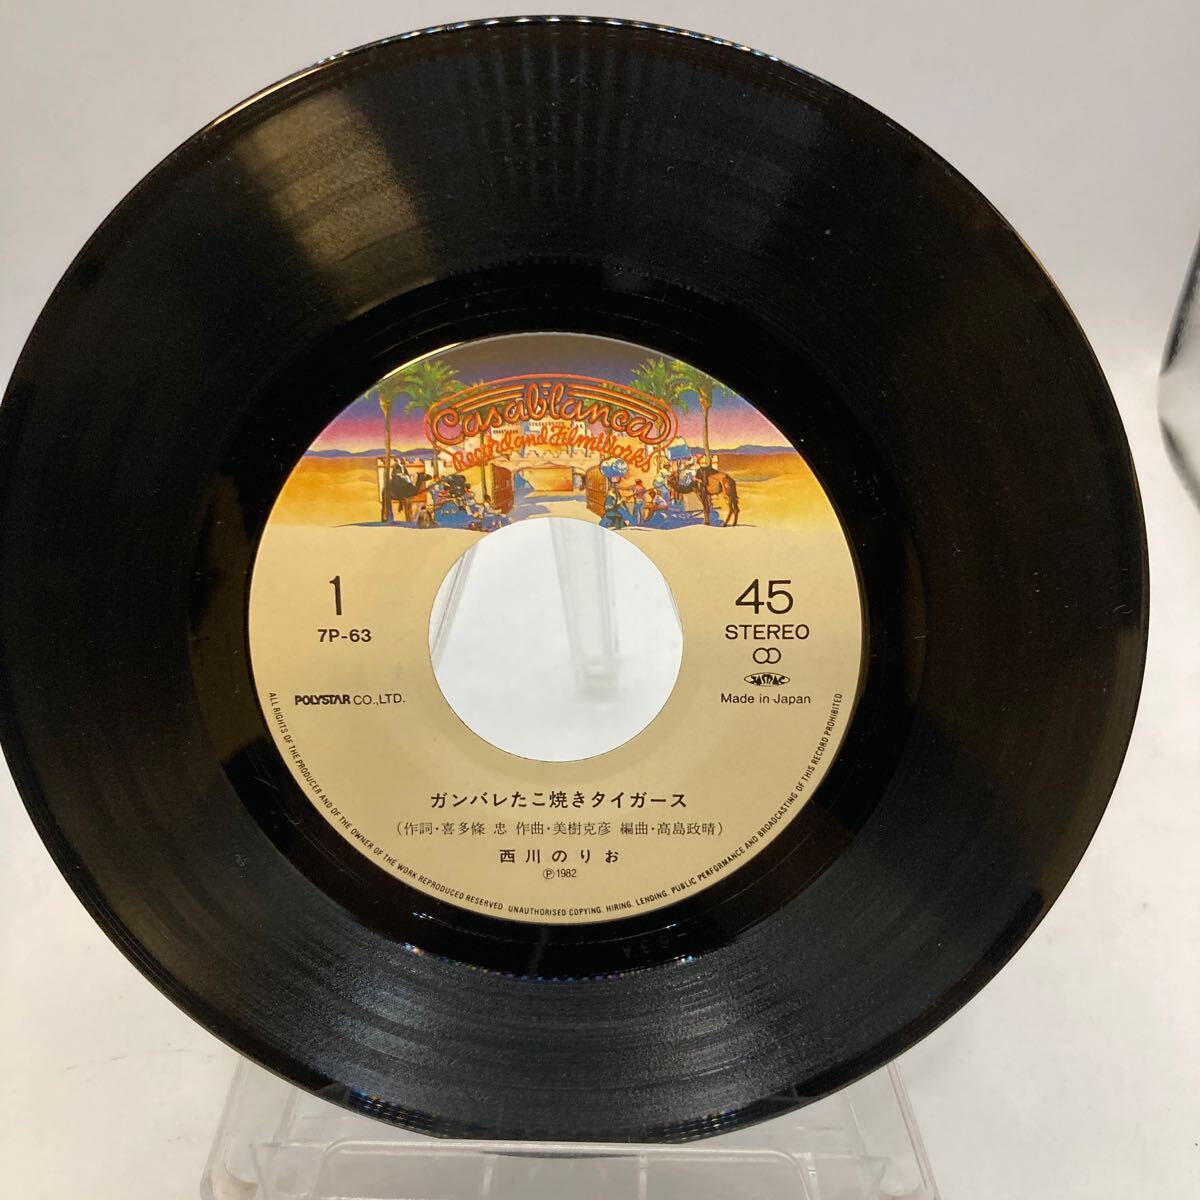 Casablanca
Record and FilmWorks
1
7P-63
45
STEREO
JASRAC
POLYSTAR CO.,LTD.
Made in Japan
ガンバレたこ焼きタイガース
(作詞・喜多條 忠 作曲・美樹克彦 編曲・高島政晴)
西川のりお
Ⓟ1982
ALL RIGHTS OF THE PRODUCER AND OF THE OWNER OF THE WORK REPRODUCED RESERVED. UNAUTHORISED COPYING. HIRING. LENDING. PUBLIC PERFORMANCE AND BROADCASTING OF THIS RECORD PROHIBITED